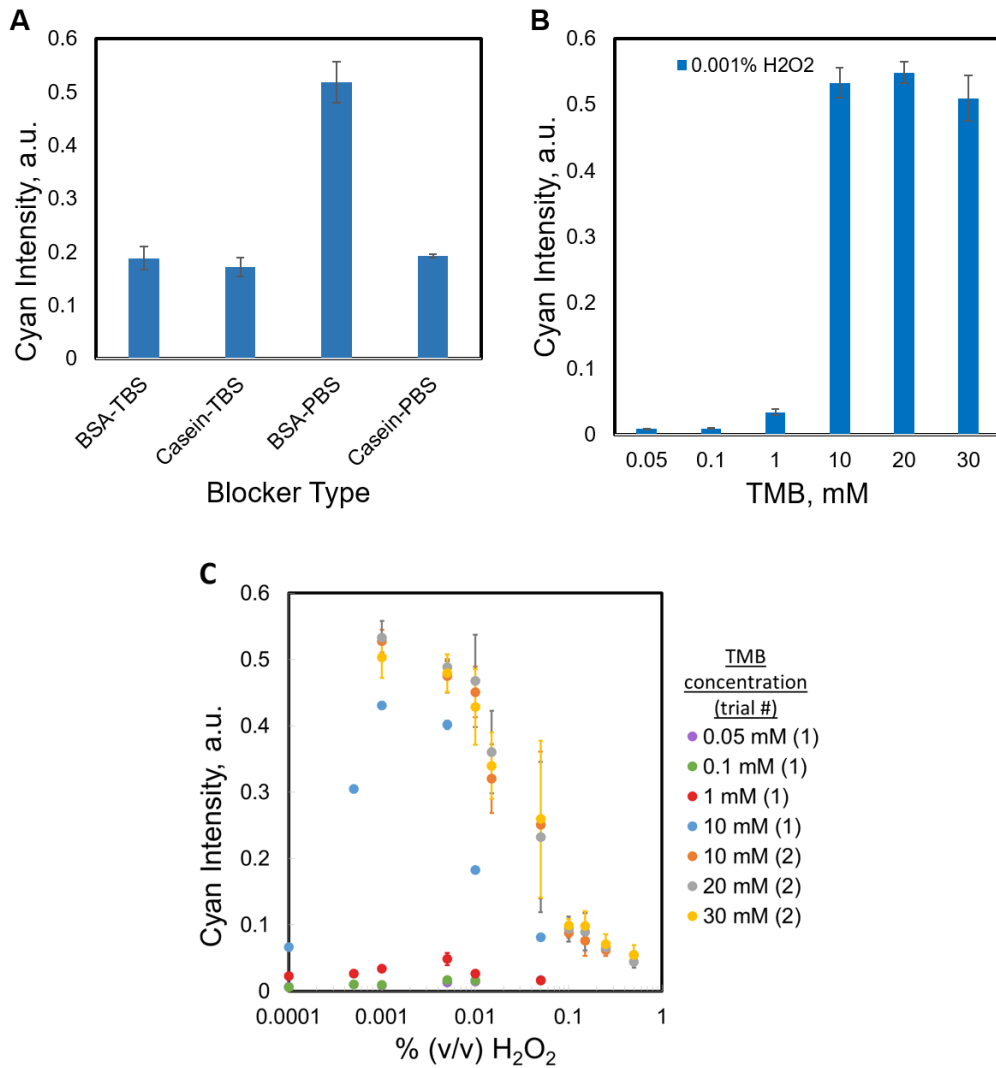 A
Cyan Intensity, a.u.
0.6
0.5
0.4
0.3
0.2
0.1
0
BSA-TBS
Casein-TBS
BSA-PBS
Casein-PBS
Blocker Type
B
Cyan Intensity, a.u.
0.6
0.5
0.4
0.3
0.2
0.1
0
0.001% H2O2
0.05 0.1 1 10 20 30
TMB, mM
C
Cyan Intensity, a.u.
0.6
0.5
0.4
0.3
0.2
0.1
0
0.0001 0.001 0.01 0.1 1
% (v/v) H₂O₂
TMB
concentration
(trial #)
0.05 mM (1)
0.1 mM (1)
1 mM (1)
10 mM (1)
10 mM (2)
20 mM (2)
30 mM (2)